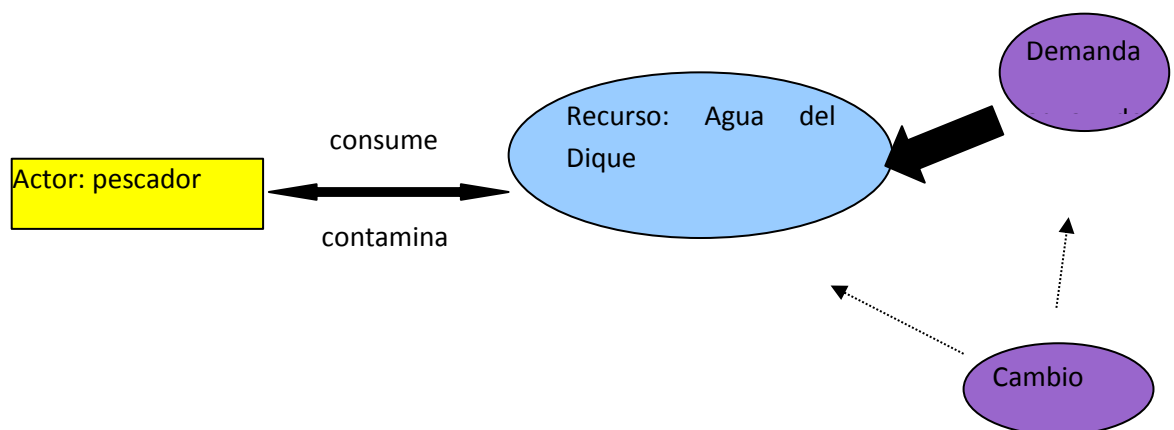 Demanda
Recurso: Agua del
Dique
consume
Actor: pescador
contamina
Cambio